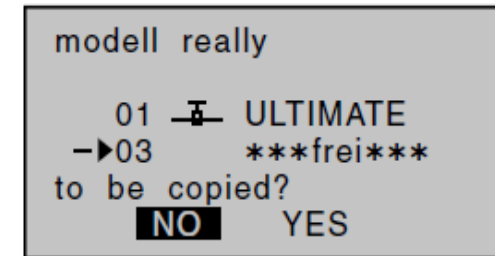 modell really
01 ULTIMATE
03 ***frei***
to be copied?
NO YES